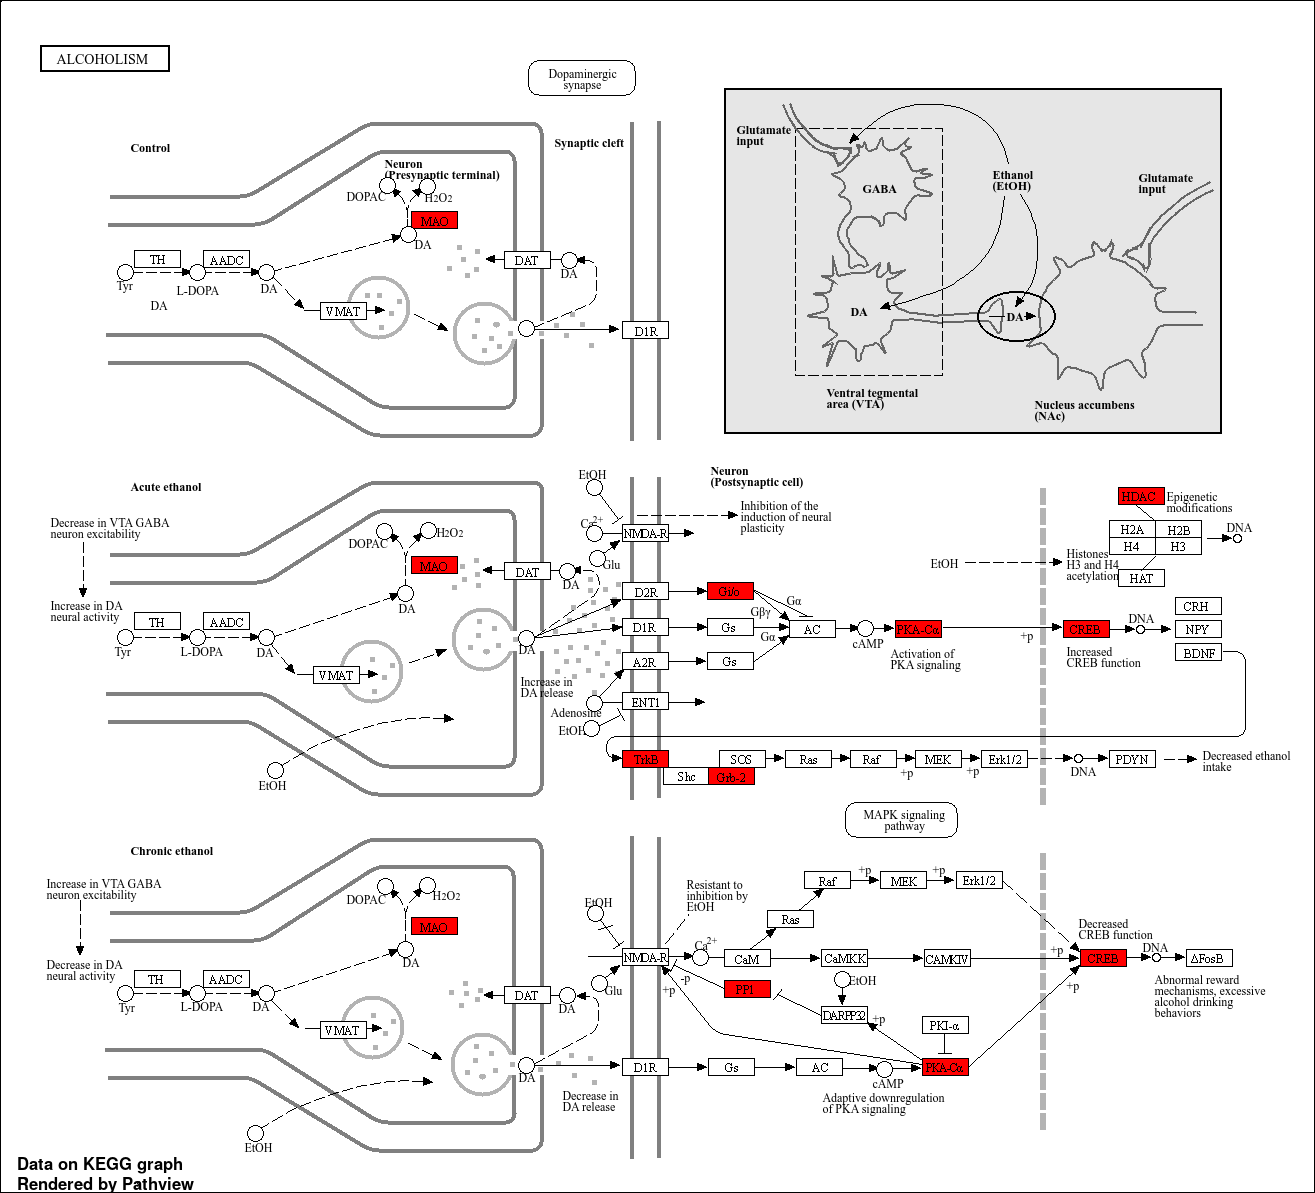 ALCOHOLISM
Dopaminergic
synapse
Control
Neuron
(Presynaptic terminal)
Synaptic cleft
DOPAC
H2O2
MAO
DA
TH
AADC
Tyr
L-DOPA
DA
DA
VMAT
DAT
DA
D1R
Glutamate
input
GABA
Ethanol
(EtOH)
Glutamate
input
DA
DA
Ventral tegmental
area (VTA)
Nucleus accumbens
(NAc)
Acute ethanol
Decrease in VTA GABA
neuron excitability
Increase in DA
neural activity
DOPAC
H2O2
MAO
DA
TH
AADC
Tyr
L-DOPA
DA
VMAT
EtOH
DAT
DA
DA
Increase in
DA release
EtOH
Ca2+
Glu
NMDA-R
Neuron
(Postsynaptic cell)
Inhibition of the
induction of neural
plasticity
D2R
Gi/o
Gα
Gβγ
D1R
Gs
AC
Gα
A2R
Gs
cAMP
PKA-Cα
Activation of
PKA signaling
+p
CREB
Increased
CREB function
DNA
CRH
NPY
BDNF
EtOH
Histones
H3 and H4
acetylation
HDAC
Epigenetic
modifications
H2A
H2B
H4
H3
HAT
DNA
Adenosine
ENT1
EtOH
TrkB
Shc
Grb-2
SOS
Ras
Raf
+p
MEK
+p
Erk1/2
DNA
PDYN
Decreased ethanol
intake
MAPK signaling
pathway
Chronic ethanol
Increase in VTA GABA
neuron excitability
Decrease in DA
neural activity
DOPAC
H2O2
MAO
DA
TH
AADC
Tyr
L-DOPA
DA
VMAT
EtOH
DAT
DA
DA
Decrease in
DA release
EtOH
Glu
NMDA-R
Resistant to
inhibition by
EtOH
Ca2+
CaM
Ras
Raf
+p
MEK
+p
Erk1/2
CaMKK
CAMKIV
+p
CREB
Decreased
CREB function
DNA
ΔFosB
Abnormal reward
mechanisms, excessive
alcohol drinking
behaviors
+p
-p
+p
PP1
EtOH
DARPP32
+p
PKI-α
PKA-Cα
D1R
Gs
AC
cAMP
Adaptive downregulation
of PKA signaling
Data on KEGG graph
Rendered by Pathview